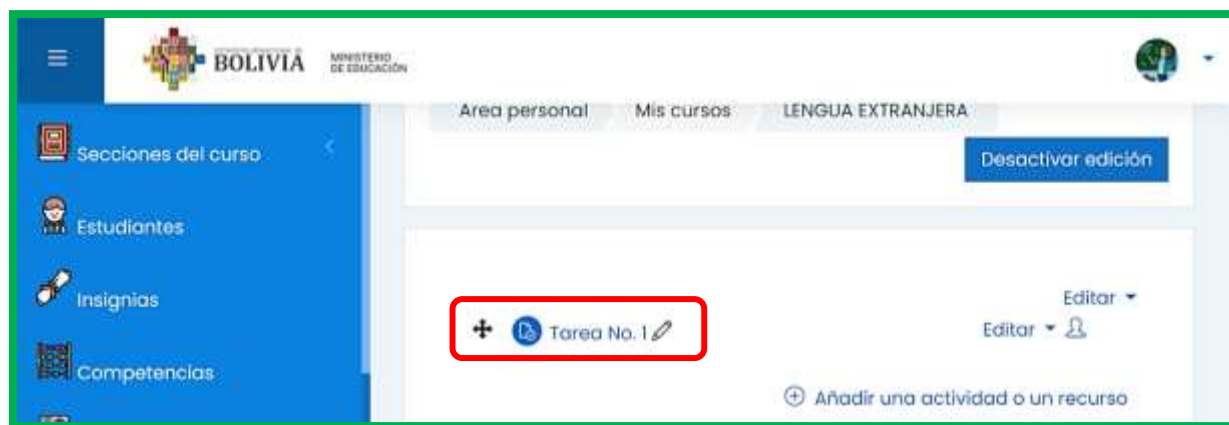 BOLIVIA
MINISTERIO
DE EDUCACIÓN
Area personal Mis cursos LENGUA EXTRANJERA
Desactivar edición
Secciones del curso
Estudiantes
Insignias
Competencias
Editar
Tarea No. 1
Editar
Añadir una actividad o un recurso